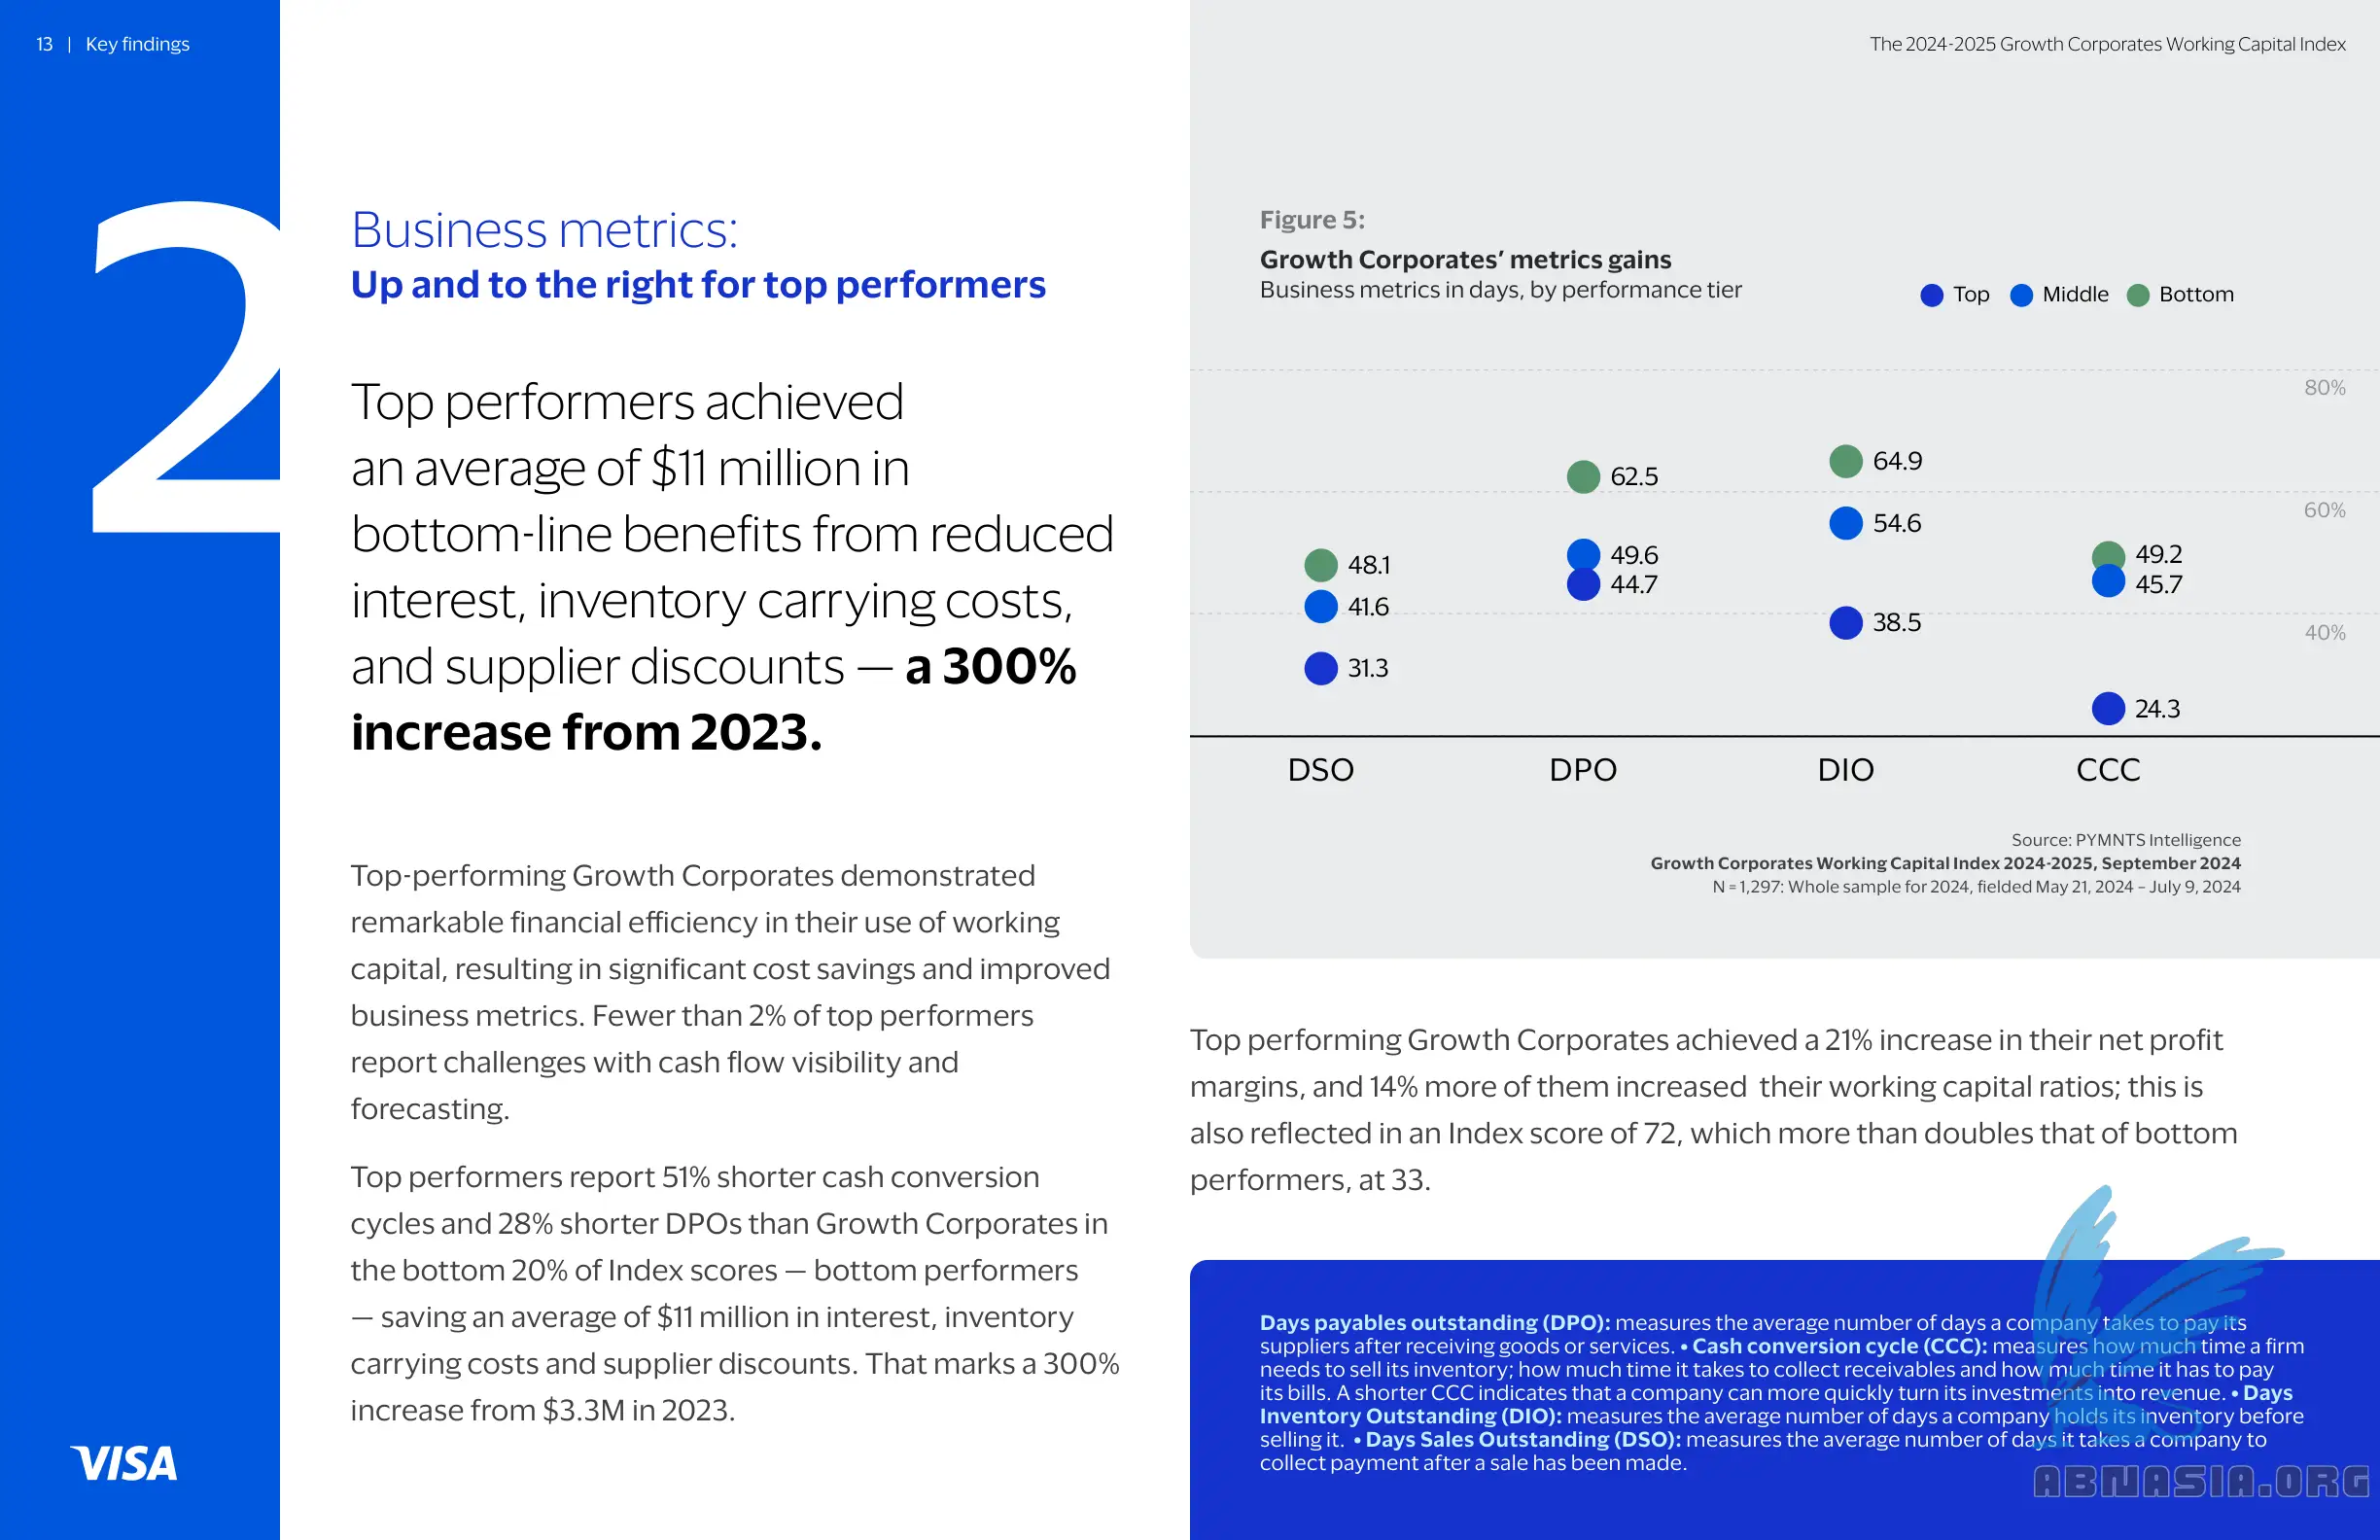 13 | Key findings
The 2024-2025 Growth Corporates Working Capital Index
2
Business metrics:
Up and to the right for top performers
Top performers achieved
an average of $11 million in
bottom-line benefits from reduced
interest, inventory carrying costs,
and supplier discounts — a 300%
increase from 2023.
Top-performing Growth Corporates demonstrated
remarkable financial efficiency in their use of working
capital, resulting in significant cost savings and improved
business metrics. Fewer than 2% of top performers
report challenges with cash flow visibility and
forecasting.
Top performers report 51% shorter cash conversion
cycles and 28% shorter DPOs than Growth Corporates in
the bottom 20% of Index scores — bottom performers
— saving an average of $11 million in interest, inventory
carrying costs and supplier discounts. That marks a 300%
increase from $3.3M in 2023.
VISA
Figure 5:
Growth Corporates’ metrics gains
Business metrics in days, by performance tier
Top Middle Bottom
80%
60%
40%
48.1
41.6
31.3
62.5
49.6
44.7
64.9
54.6
38.5
49.2
45.7
24.3
DSO DPO DIO CCC
Source: PYMNTS Intelligence
Growth Corporates Working Capital Index 2024-2025, September 2024
N = 1,297: Whole sample for 2024, fielded May 21, 2024 – July 9, 2024
Top performing Growth Corporates achieved a 21% increase in their net profit
margins, and 14% more of them increased their working capital ratios; this is
also reflected in an Index score of 72, which more than doubles that of bottom
performers, at 33.
Days payables outstanding (DPO): measures the average number of days a company takes to pay its
suppliers after receiving goods or services. • Cash conversion cycle (CCC): measures how much time a firm
needs to sell its inventory; how much time it takes to collect receivables and how much time it has to pay
its bills. A shorter CCC indicates that a company can more quickly turn its investments into revenue. • Days
Inventory Outstanding (DIO): measures the average number of days a company holds its inventory before
selling it. • Days Sales Outstanding (DSO): measures the average number of days it takes a company to
collect payment after a sale has been made.
ABNASIA.ORG